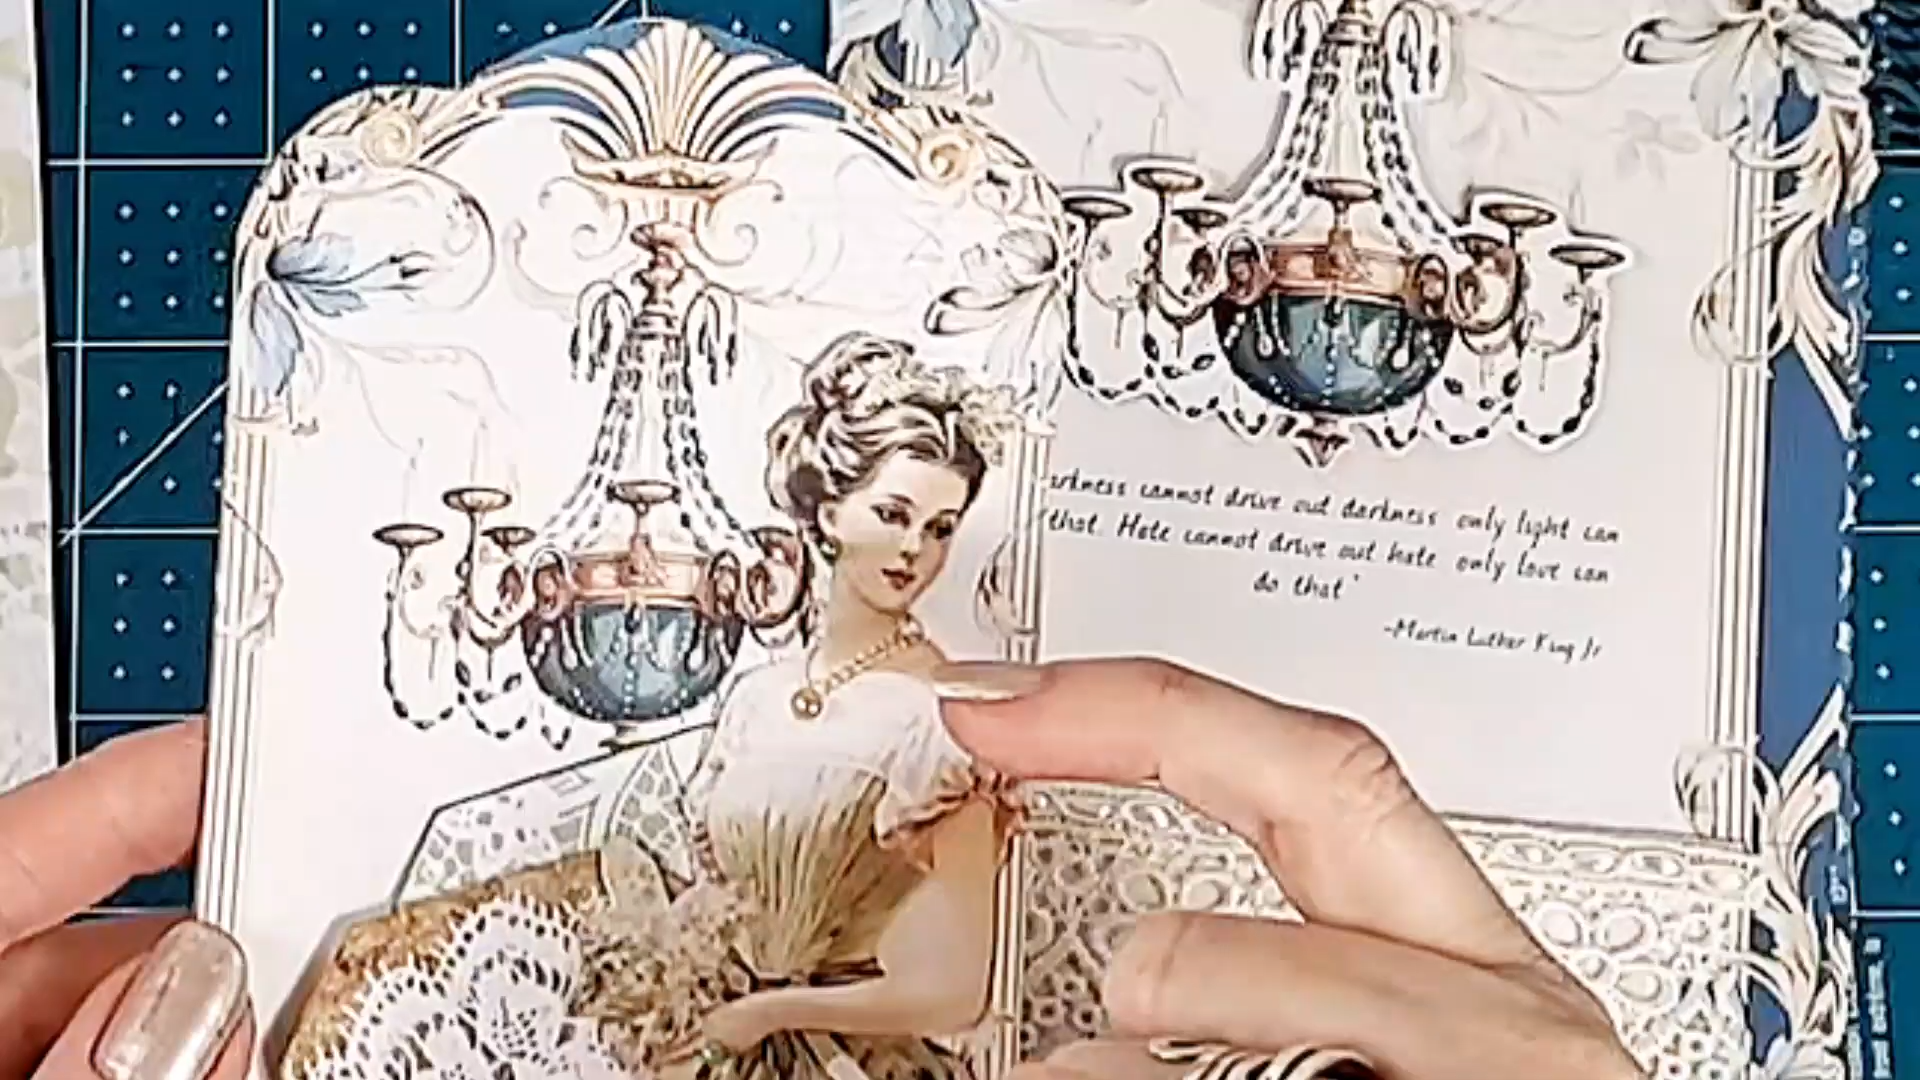 arkness cannot drive out darkness only light can
that. Hate cannot drive out hate only love can
do that"
-Martin Luther King Jr